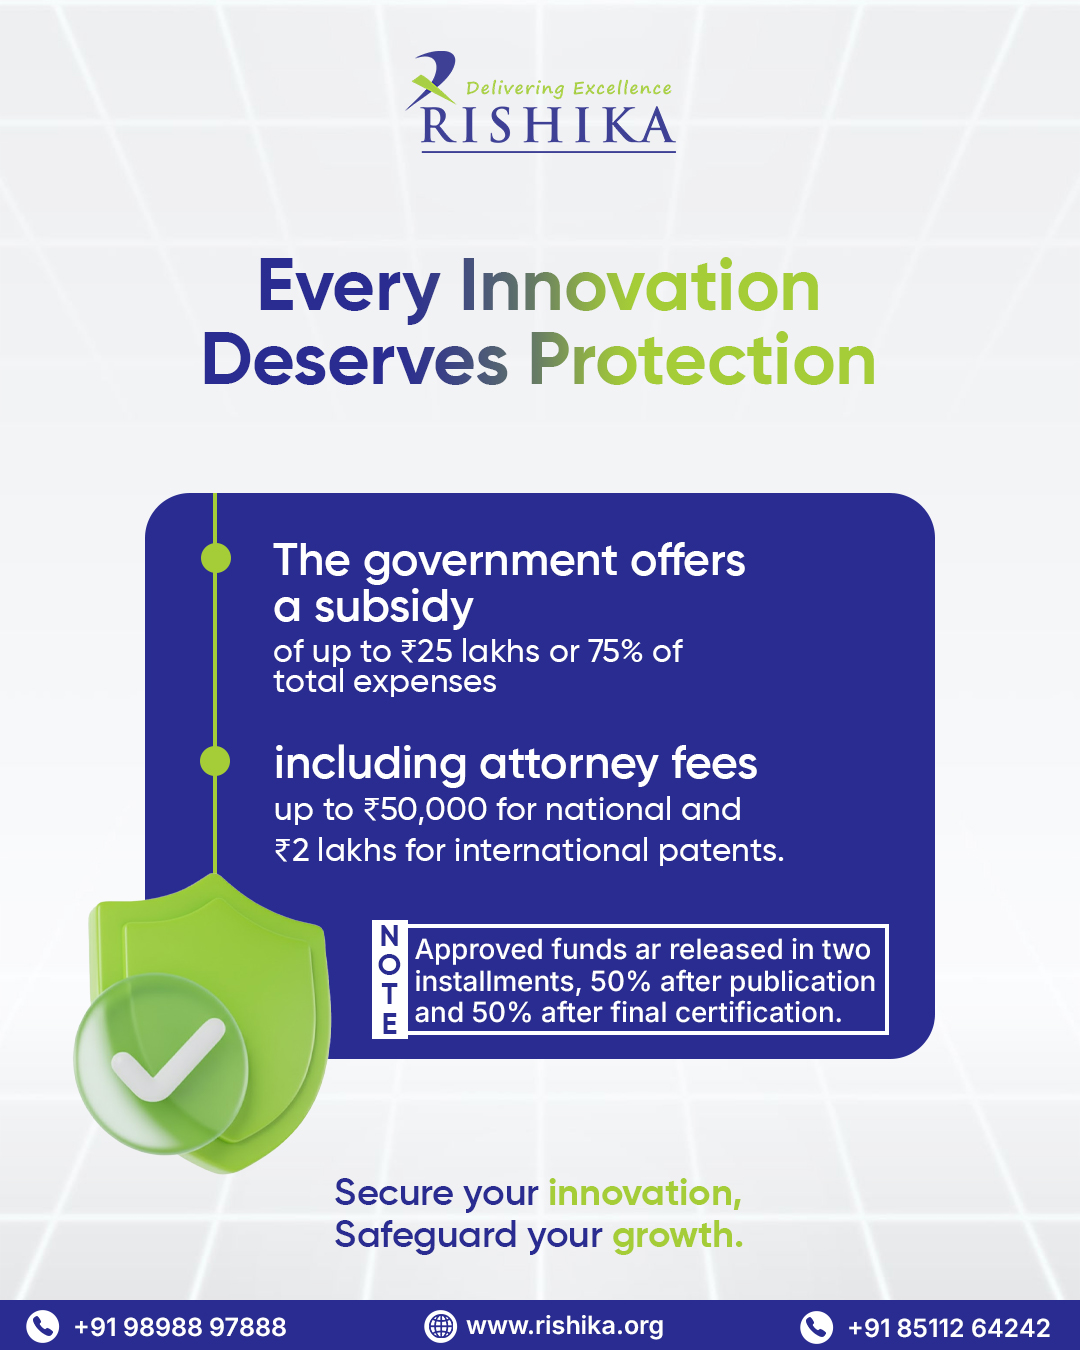 Delivering Excellence
RISHIKA
Every Innovation
Deserves Protection
The government offers
a subsidy
of up to ₹25 lakhs or 75% of
total expenses
including attorney fees
up to ₹50,000 for national and
₹2 lakhs for international patents.
NOTE
Approved funds ar released in two
installments, 50% after publication
and 50% after final certification.
Secure your innovation,
Safeguard your growth.
+91 98988 97888
www.rishika.org
+91 85112 64242